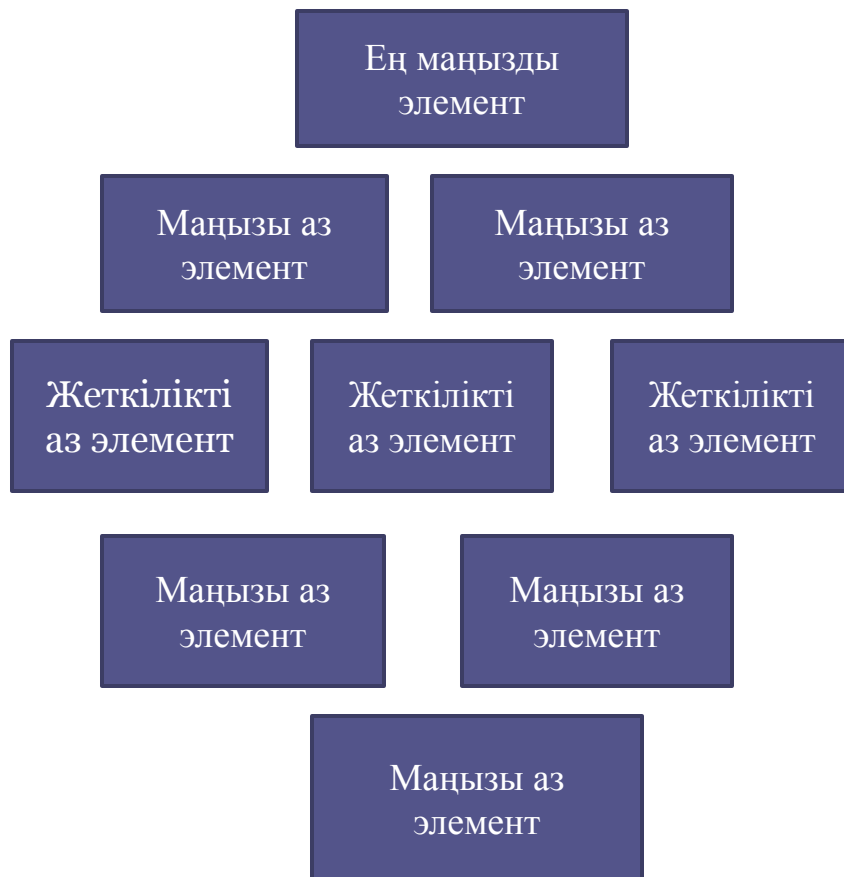 Ең маңызды
элемент
Маңызы аз
элемент
Маңызы аз
элемент
Жеткілікті
аз элемент
Жеткілікті
аз элемент
Жеткілікті
аз элемент
Маңызы аз
элемент
Маңызы аз
элемент
Маңызы аз
элемент